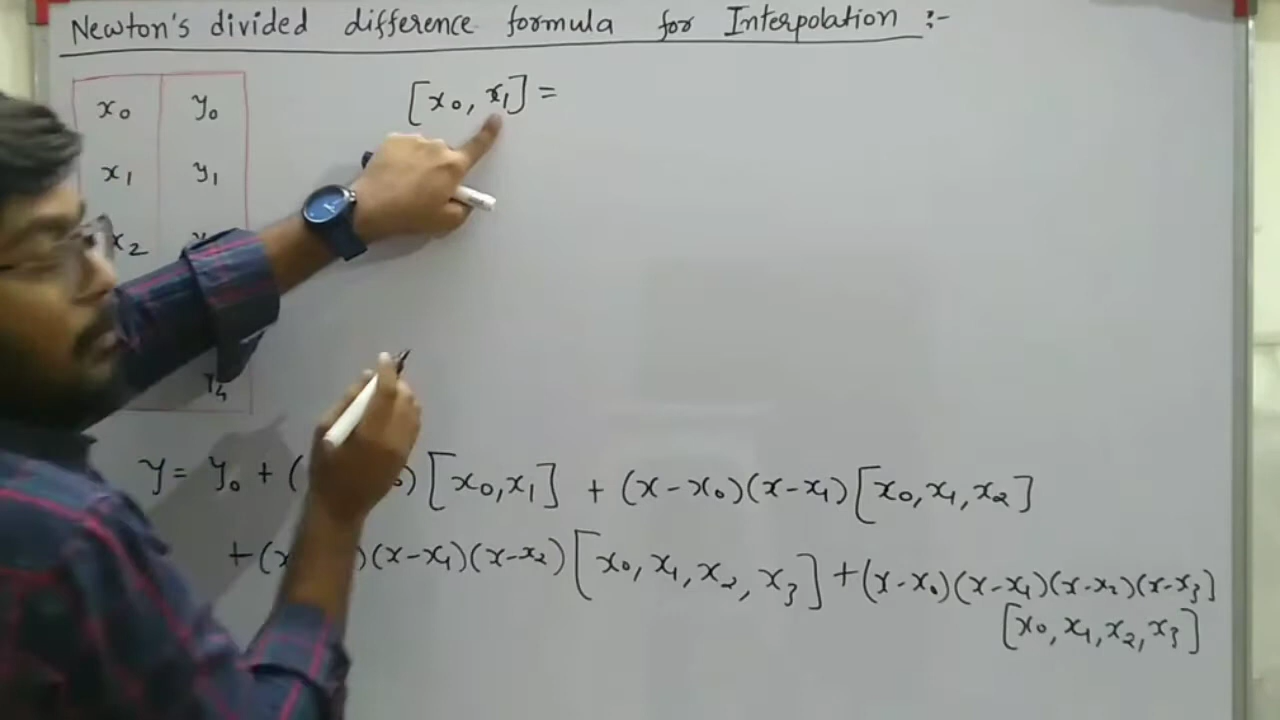 Newton's divided difference formula for Interpolation :-
x₀ y₀ [x₀, x₁] =
x₁ y₁
x₂
y₄
y = y₀ + ( ) [x₀, x₁] + (x-x₀)(x-x₁) [x₀, x₁, x₂]
+(x )(x-x₁)(x-x₂) [x₀, x₁, x₂, x₃] + (x-x₀)(x-x₁)(x-x₂)(x-x₃)
[x₀, x₁, x₂, x₃]